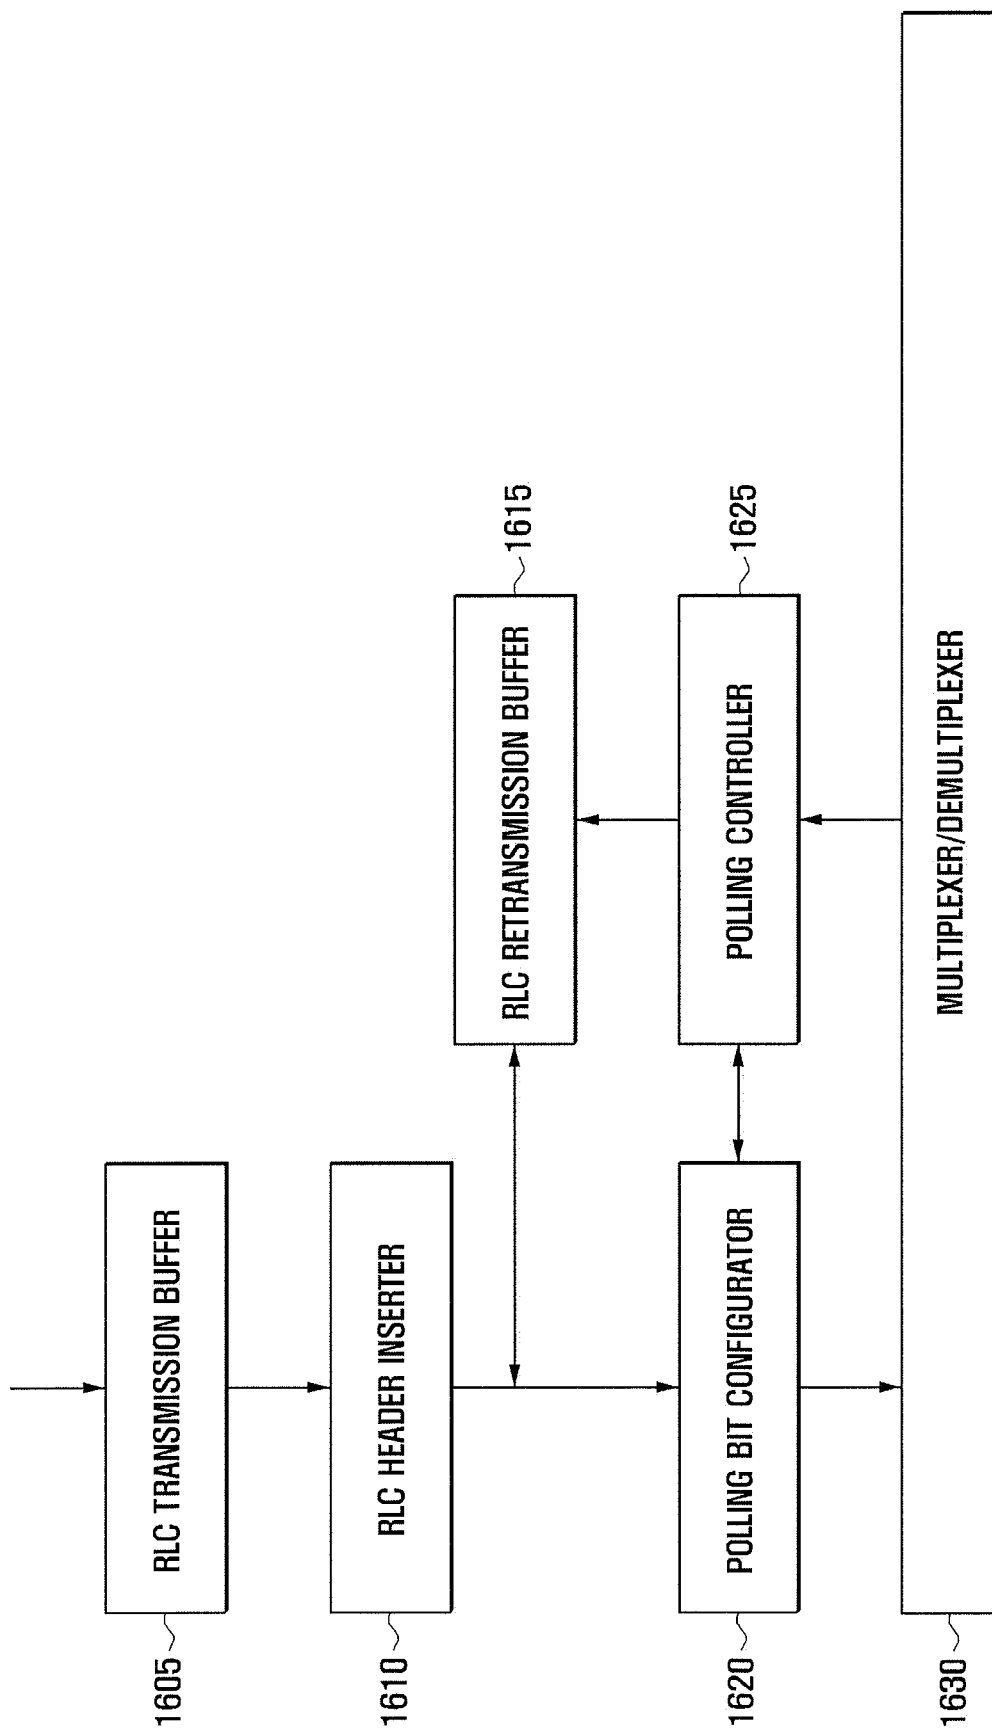 1605
RLC TRANSMISSION BUFFER
1610
RLC HEADER INSERTER
RLC RETRANSMISSION BUFFER
1615
1620
POLLING BIT CONFIGURATOR
POLLING CONTROLLER
1625
1630
MULTIPLEXER/DEMULTIPLEXER